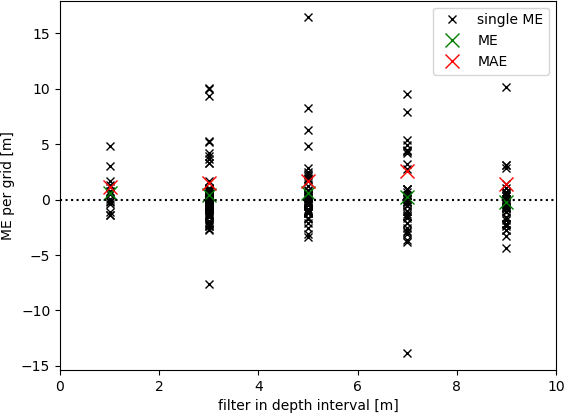 single ME
ME
MAE
15
10
5
0
−5
−10
−15
ME per grid [m]
0 2 4 6 8 10
filter in depth interval [m]